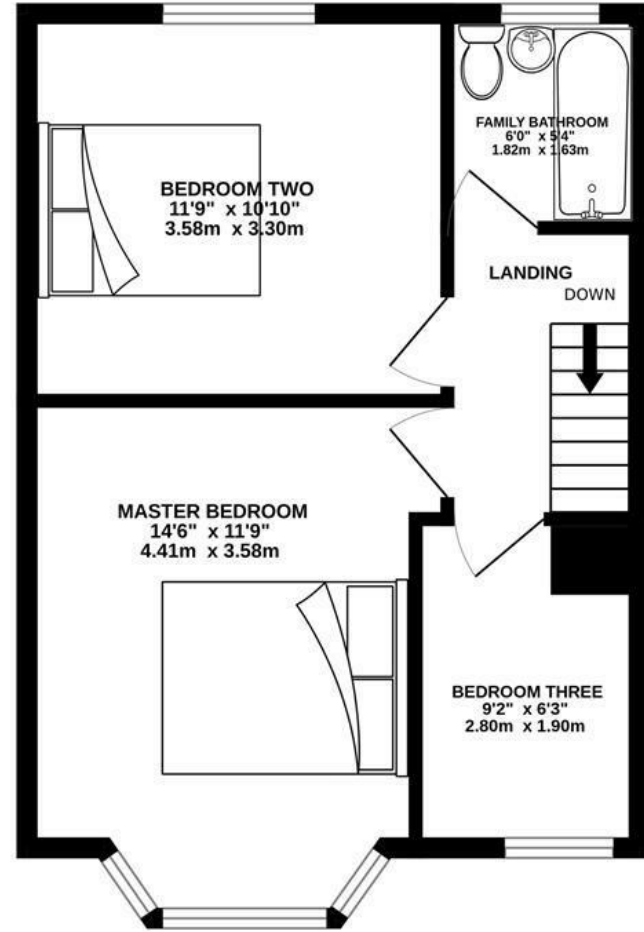 FAMILY BATHROOM
6'0" x 5'4"
1.82m x 1.63m
BEDROOM TWO
11'9" x 10'10"
3.58m x 3.30m
LANDING
DOWN
MASTER BEDROOM
14'6" x 11'9"
4.41m x 3.58m
BEDROOM THREE
9'2" x 6'3"
2.80m x 1.90m